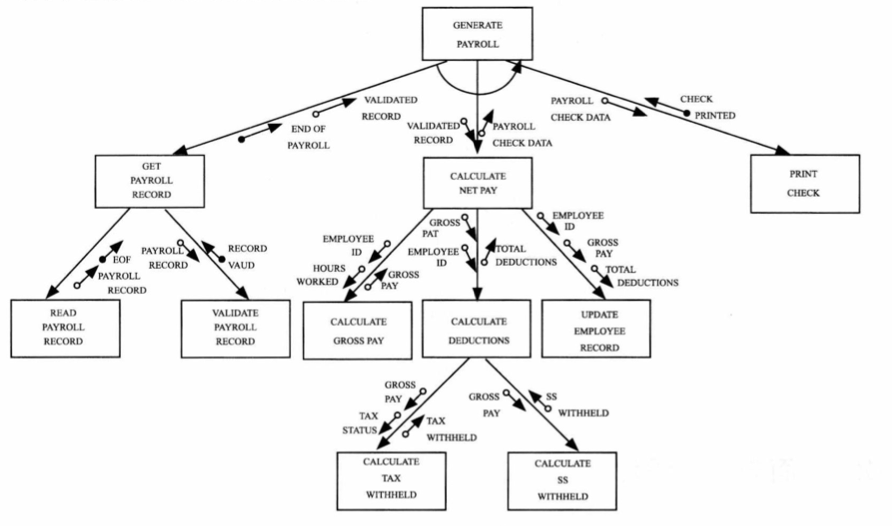 GENERATE
PAYROLL
VALIDATED
RECORD
END OF
PAYROLL
VALIDATED
RECORD
PAYROLL
CHECK DATA
PAYROLL
CHECK DATA
CHECK
PRINTED
GET
PAYROLL
RECORD
CALCULATE
NET PAY
PRINT
CHECK
EOF
PAYROLL
RECORD
PAYROLL
RECORD
RECORD
VAUD
EMPLOYEE
ID
HOURS
WORKED
GROSS
PAY
GROSS
PAT
EMPLOYEE
ID
TOTAL
DEDUCTIONS
EMPLOYEE
ID
GROSS
PAY
TOTAL
DEDUCTIONS
READ
PAYROLL
RECORD
VALIDATE
PAYROLL
RECORD
CALCULATE
GROSS PAY
CALCULATE
DEDUCTIONS
UPDATE
EMPLOYEE
RECORD
GROSS
PAY
TAX
STATUS
TAX
WITHHELD
GROSS
PAY
SS
WITHHELD
CALCULATE
TAX
WITHHELD
CALCULATE
SS
WITHHELD